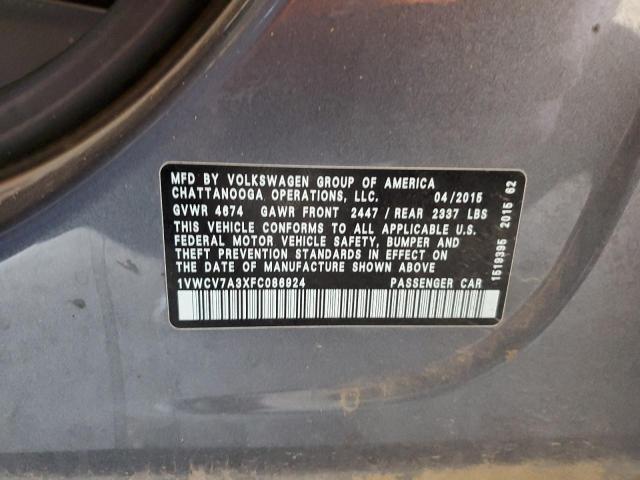 MFD BY VOLKSWAGEN GROUP OF AMERICA
CHATTANOOGA OPERATIONS, LLC. 04/2015
GVWR 4674 GAWR FRONT 2447 / REAR 2337 LBS
THIS VEHICLE CONFORMS TO ALL APPLICABLE U.S.
FEDERAL MOTOR VEHICLE SAFETY, BUMPER AND
THEFT PREVENTION STANDARDS IN EFFECT ON
THE DATE OF MANUFACTURE SHOWN ABOVE
1VWCV7A3XFC086924 PASSENGER CAR
1519395 2015 62